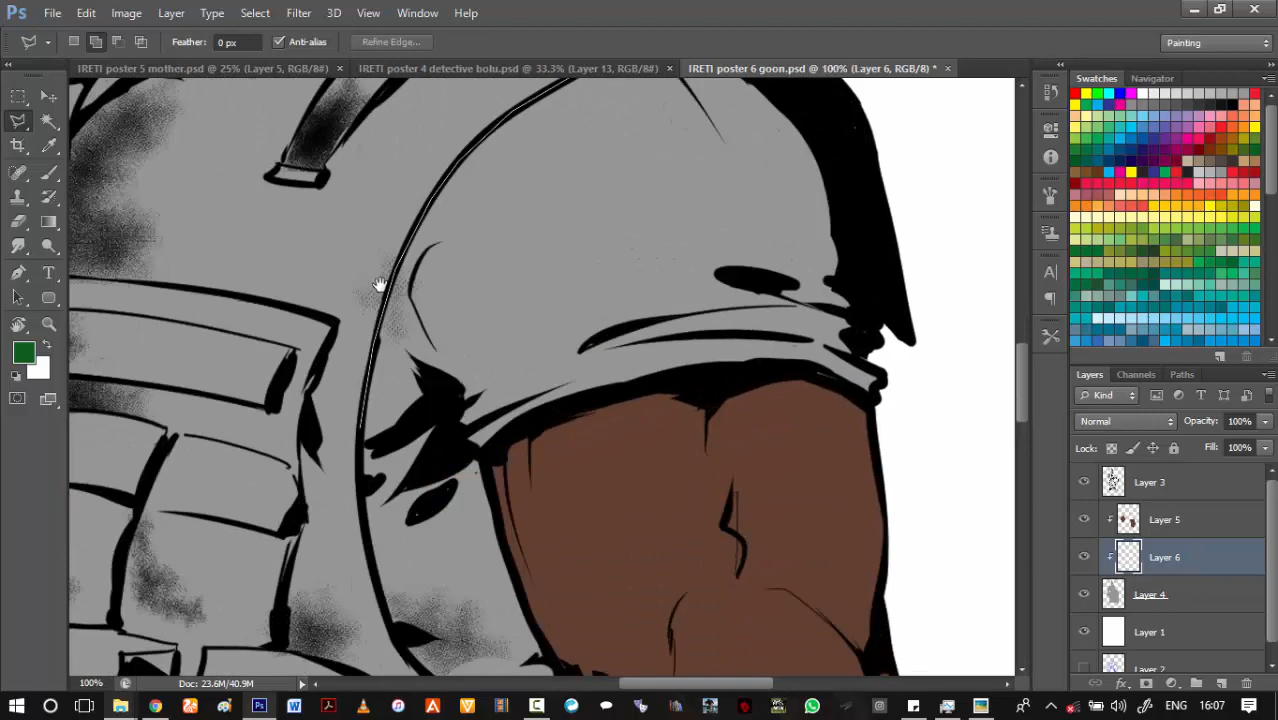 Ps File Edit Image Layer Type Select Filter 3D View Window Help
Feather: 0 px Anti-alias Refine Edge... Painting
IRETI poster 5 mother.psd @ 25% (Layer 5, RGB/8#) × IRETI poster 4 detective bolu.psd @ 33.3% (Layer 13, RGB/8#) × IRETI poster 6 goon.psd @ 100% (Layer 6, RGB/8) * ×
Swatches Navigator
Layers Channels Paths
Kind
Normal Opacity: 100%
Lock: Fill: 100%
Layer 3
Layer 5
Layer 6
Layer 4
Layer 1
Layer 2
100% Doc: 23.6M/40.9M
16:07